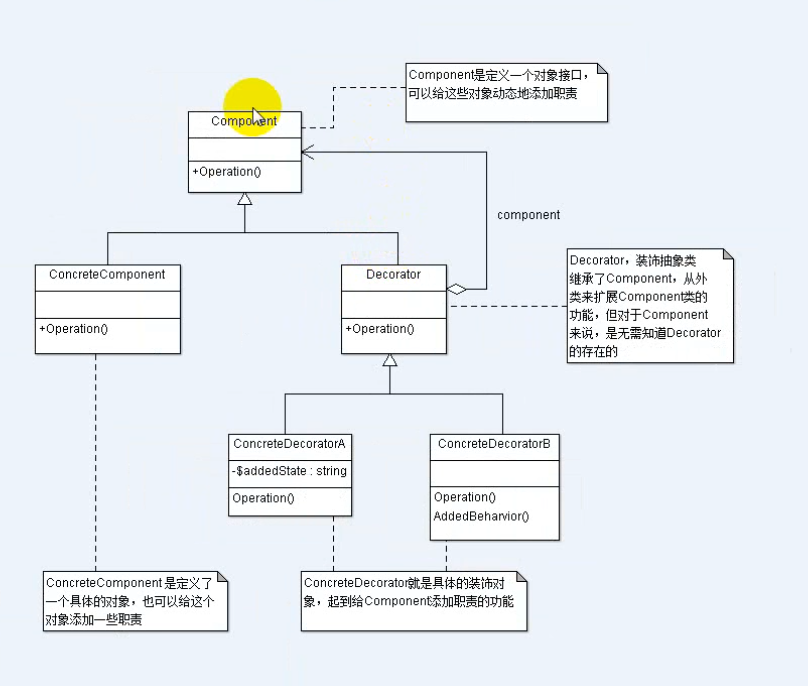 Component是定义一个对象接口，
可以给这些对象动态地添加职责
Component
+Operation()
component
ConcreteComponent
+Operation()
Decorator
+Operation()
Decorator，装饰抽象类
继承了Component，从外
类来扩展Component类的
功能，但对于Component
来说，是无需知道Decorator
的存在的
ConcreteDecoratorA
-$addedState : string
Operation()
ConcreteDecoratorB
Operation()
AddedBeharvior()
ConcreteComponent 是定义了
一个具体的对象，也可以给这个
对象添加一些职责
ConcreteDecorator就是具体的装饰对
象，起到给Component添加职责的功能